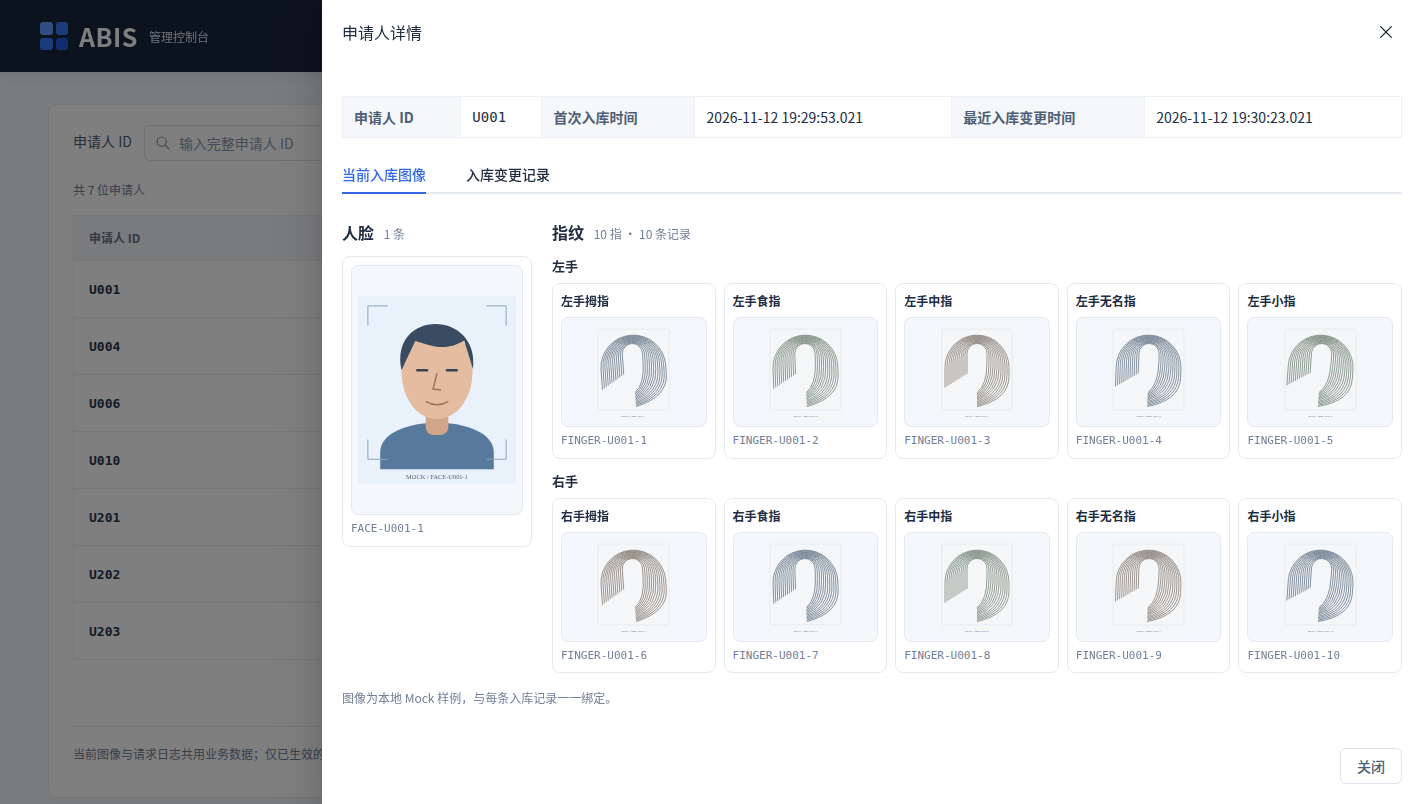 ABIS 管理控制台
申请人 ID 输入完整申请人 ID
共 7 位申请人
申请人 ID
U001
U004
U006
U010
U201
U202
U203
当前图像与请求日志共用业务数据；仅已生效的
申请人详情
申请人 ID U001 首次入库时间 2026-11-12 19:29:53.021 最近入库变更时间 2026-11-12 19:30:23.021
当前入库图像 入库变更记录
人脸 1 条
MOCK / FACE-U001-1
FACE-U001-1
指纹 10 指 · 10 条记录
左手
左手拇指 左手食指 左手中指 左手无名指 左手小指
FINGER-U001-1 FINGER-U001-2 FINGER-U001-3 FINGER-U001-4 FINGER-U001-5
右手
右手拇指 右手食指 右手中指 右手无名指 右手小指
FINGER-U001-6 FINGER-U001-7 FINGER-U001-8 FINGER-U001-9 FINGER-U001-10
图像为本地 Mock 样例，与每条入库记录一一绑定。
关闭